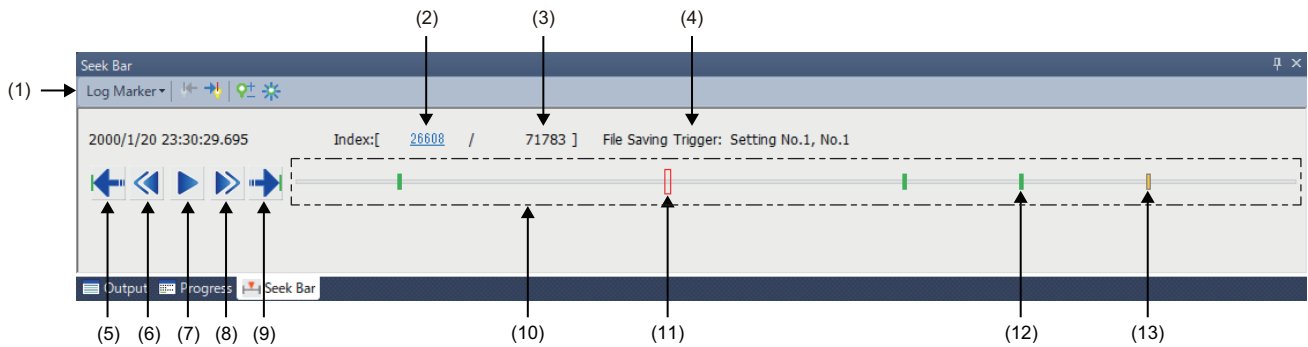 (2) (3) (4)
Seek Bar
(1) Log Marker
2000/1/20 23:30:29.695 Index:[ 26608 / 71783 ] File Saving Trigger: Setting No.1, No.1
Output Progress Seek Bar
(5) (6) (7) (8) (9) (10) (11) (12) (13)